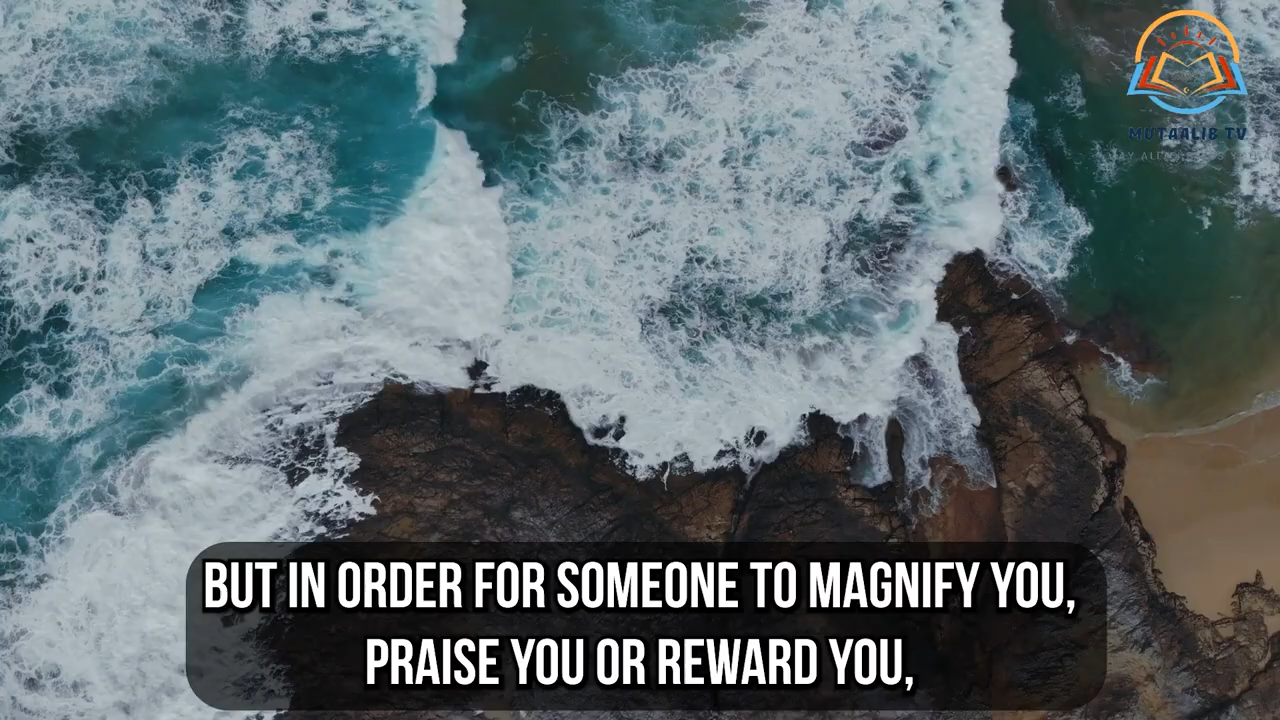 MUTAALIB TV
BUT IN ORDER FOR SOMEONE TO MAGNIFY YOU,
PRAISE YOU OR REWARD YOU,